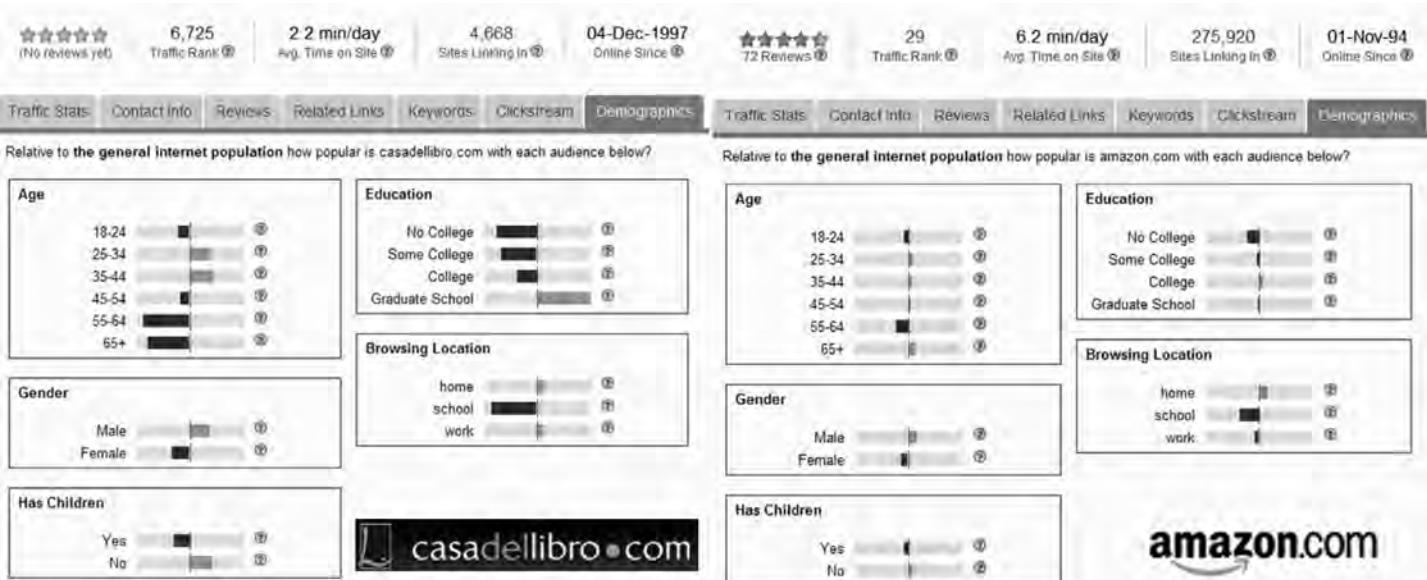 6,725
2.2 min/day
4,668
04-Dec-1997
(No reviews yet)
Traffic Rank
Avg. Time on Site
Sites Linking In
Online Since
Traffic Stats
Contact Info
Reviews
Related Links
Keywords
Clickstream
Demographics
Relative to the general internet population how popular is casadellibro.com with each audience below?
Age
18-24
25-34
35-44
45-54
55-64
65+
Education
No College
Some College
College
Graduate School
Browsing Location
home
school
work
Gender
Male
Female
Has Children
Yes
No
casadellibro.com
29
6.2 min/day
275,920
01-Nov-94
72 Reviews
Traffic Rank
Avg. Time on Site
Sites Linking In
Online Since
Traffic Stats
Contact Info
Reviews
Related Links
Keywords
Clickstream
Demographics
Relative to the general internet population how popular is amazon.com with each audience below?
Age
18-24
25-34
35-44
45-54
55-64
65+
Education
No College
Some College
College
Graduate School
Browsing Location
home
school
work
Gender
Male
Female
Has Children
Yes
No
amazon.com